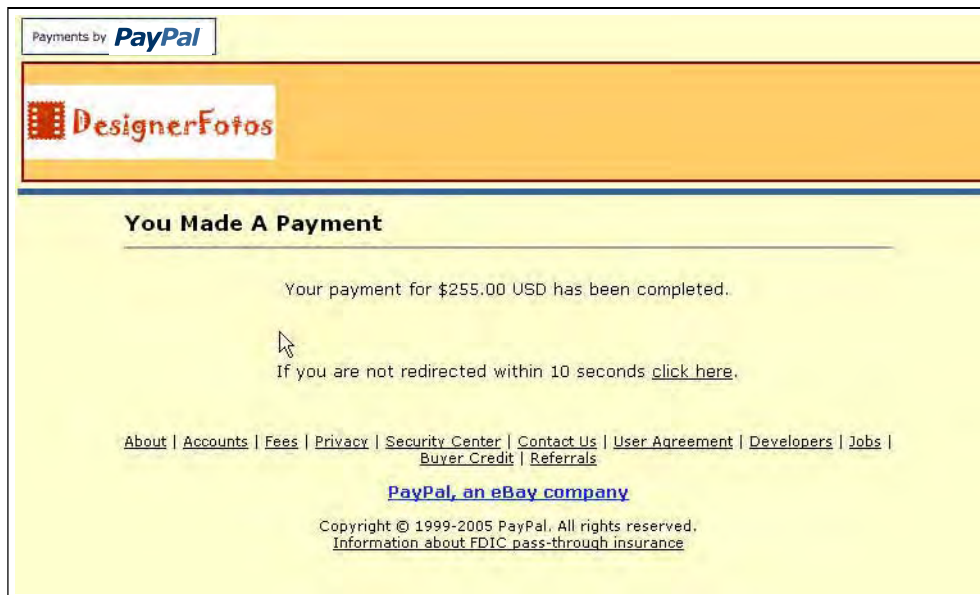 Payments by PayPal
DesignerFotos
You Made A Payment
Your payment for $255.00 USD has been completed.
If you are not redirected within 10 seconds click here.
About | Accounts | Fees | Privacy | Security Center | Contact Us | User Agreement | Developers | Jobs |
Buyer Credit | Referrals
PayPal, an eBay company
Copyright © 1999-2005 PayPal. All rights reserved.
Information about FDIC pass-through insurance